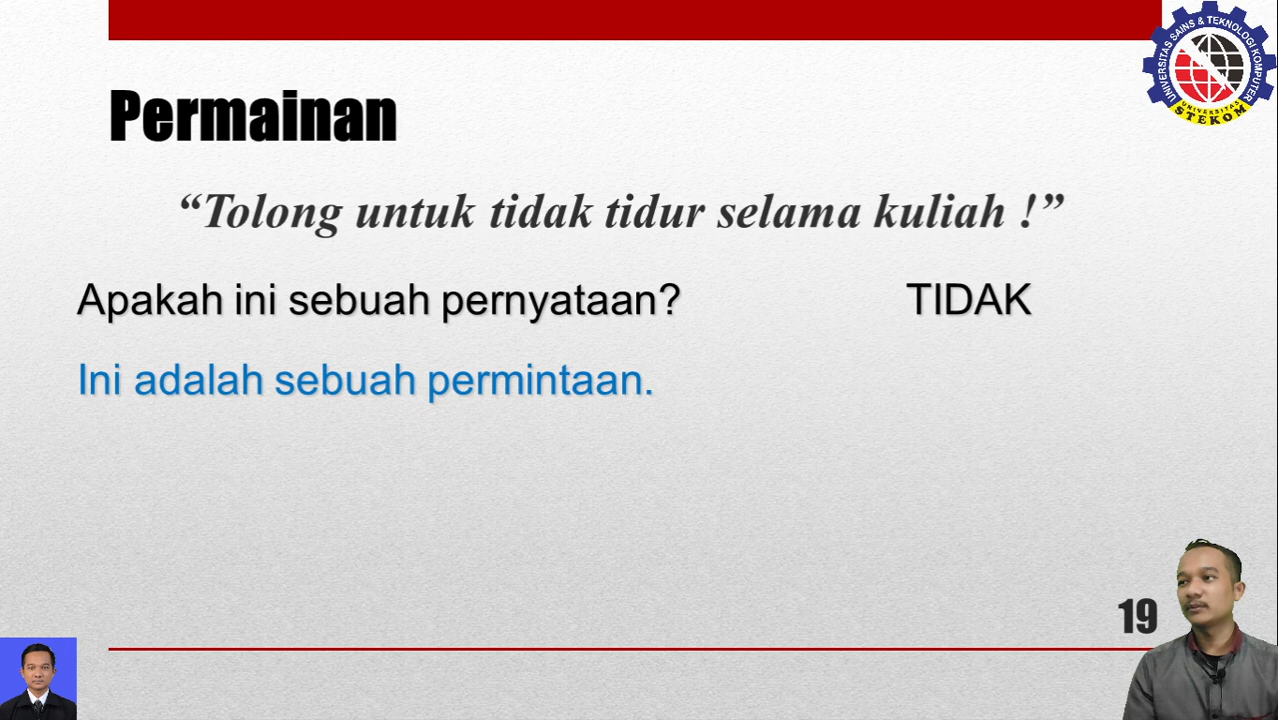 UNIVERSITAS SAINS & TEKNOLOGI KOMPUTER
UNIVERSITAS
STEKOM
Permainan
“Tolong untuk tidak tidur selama kuliah !”
Apakah ini sebuah pernyataan? TIDAK
Ini adalah sebuah permintaan.
19